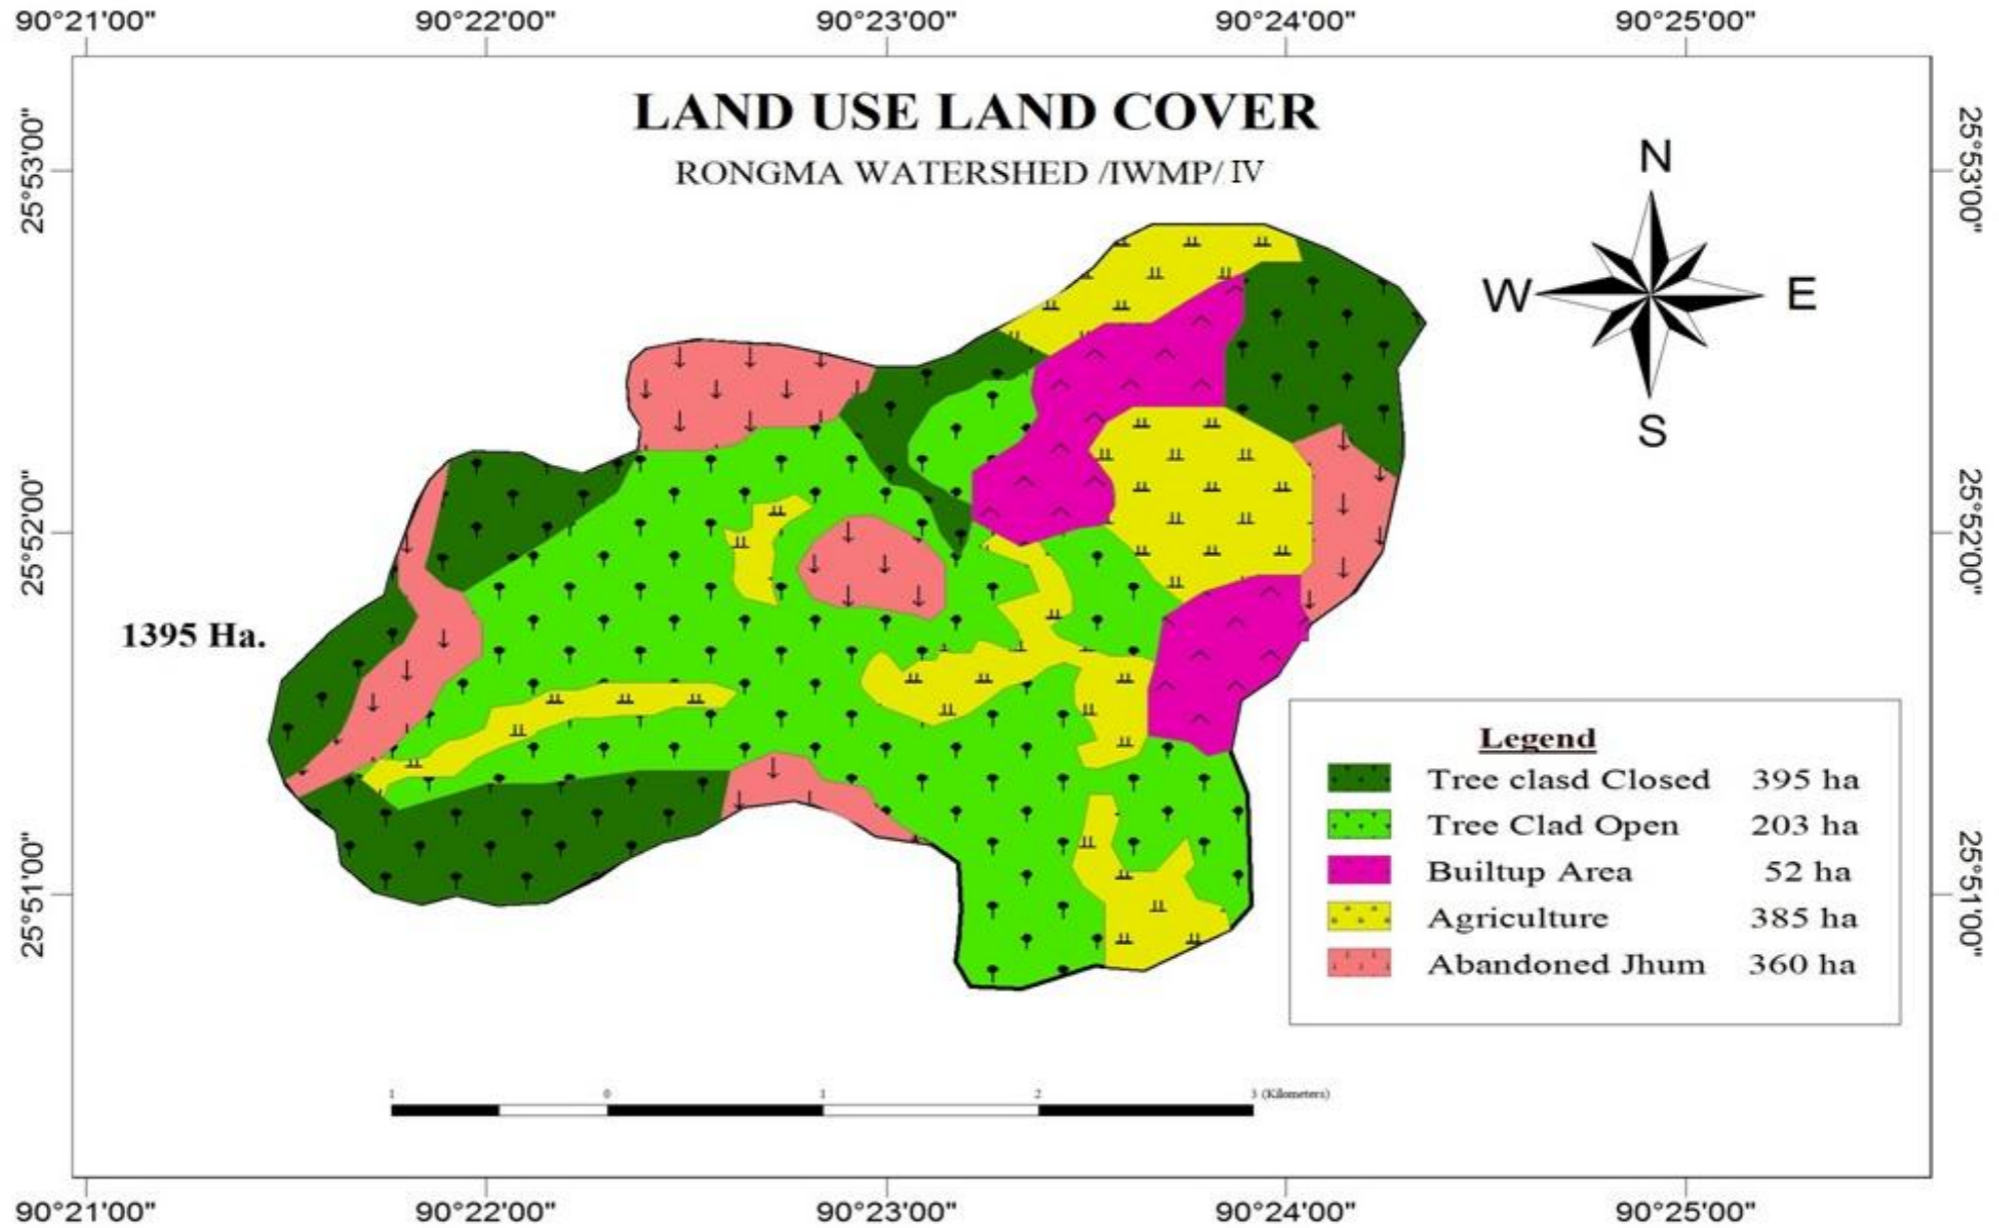 90°21'00" 90°22'00" 90°23'00" 90°24'00" 90°25'00"
LAND USE LAND COVER
RONGMA WATERSHED /IWMP/ IV
25°53'00" 25°53'00"
N
W E
S
25°52'00" 25°52'00"
1395 Ha.
Legend
Tree clasd Closed 395 ha
Tree Clad Open 203 ha
Builtup Area 52 ha
Agriculture 385 ha
Abandoned Jhum 360 ha
25°51'00" 25°51'00"
1 0 1 2 3 (Kilometers)
90°21'00" 90°22'00" 90°23'00" 90°24'00" 90°25'00"